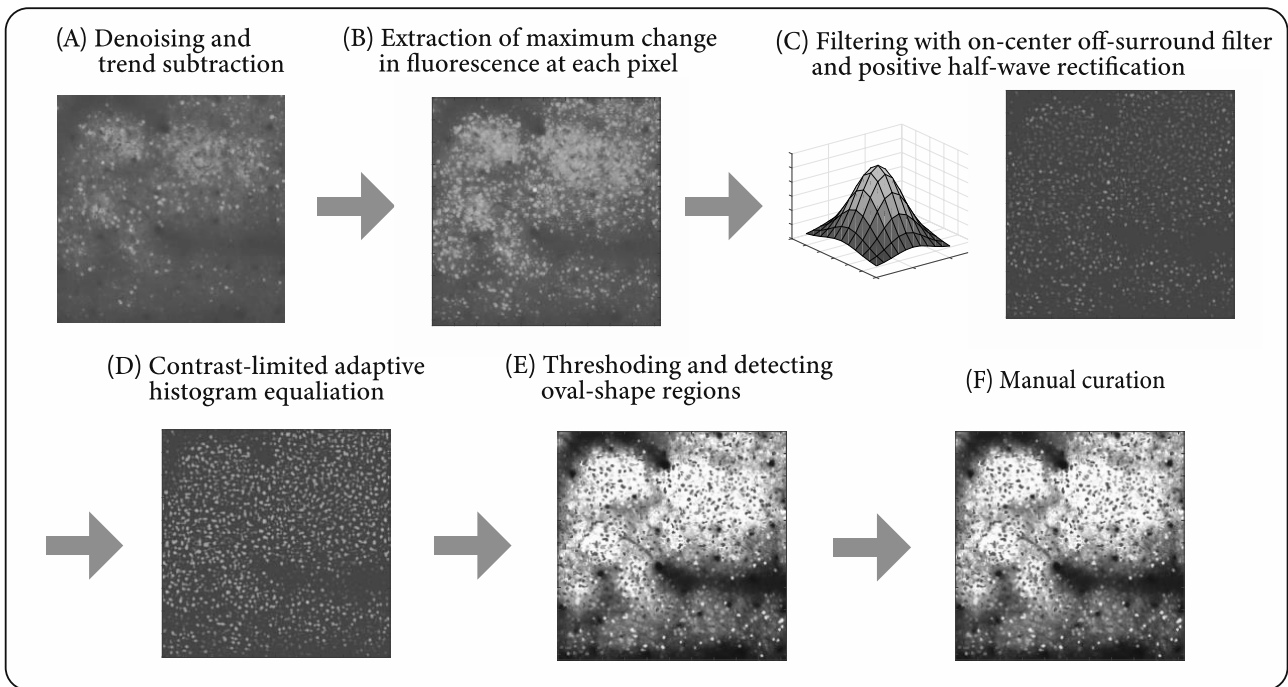 (A) Denoising and
trend subtraction
(B) Extraction of maximum change
in fluorescence at each pixel
(C) Filtering with on-center off-surround filter
and positive half-wave rectification
(D) Contrast-limited adaptive
histogram equaliation
(E) Thresholding and detecting
oval-shape regions
(F) Manual curation